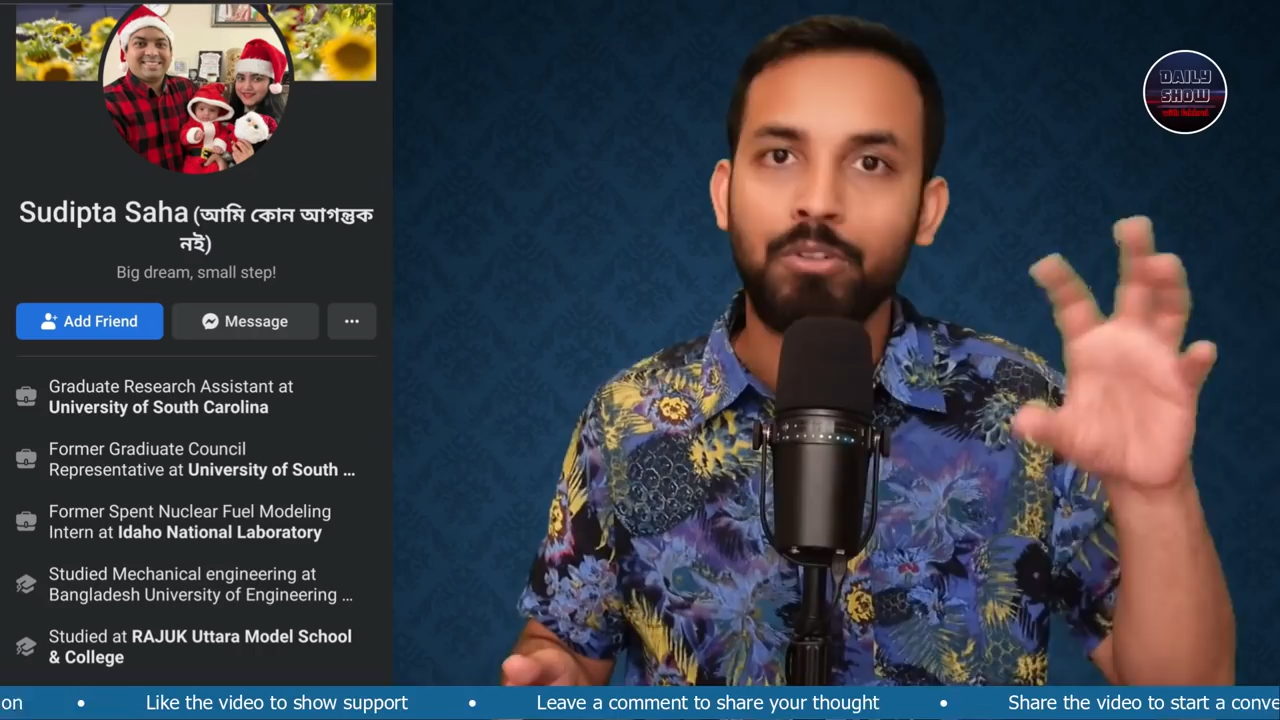 Sudipta Saha (আমি কোন আগন্তুক
নই)
Big dream, small step!
Add Friend
Message
Graduate Research Assistant at
University of South Carolina
Former Graduate Council
Representative at University of South ...
Former Spent Nuclear Fuel Modeling
Intern at Idaho National Laboratory
Studied Mechanical engineering at
Bangladesh University of Engineering ...
Studied at RAJUK Uttara Model School
& College
DAILY
SHOW
on • Like the video to show support • Leave a comment to share your thought • Share the video to start a conve